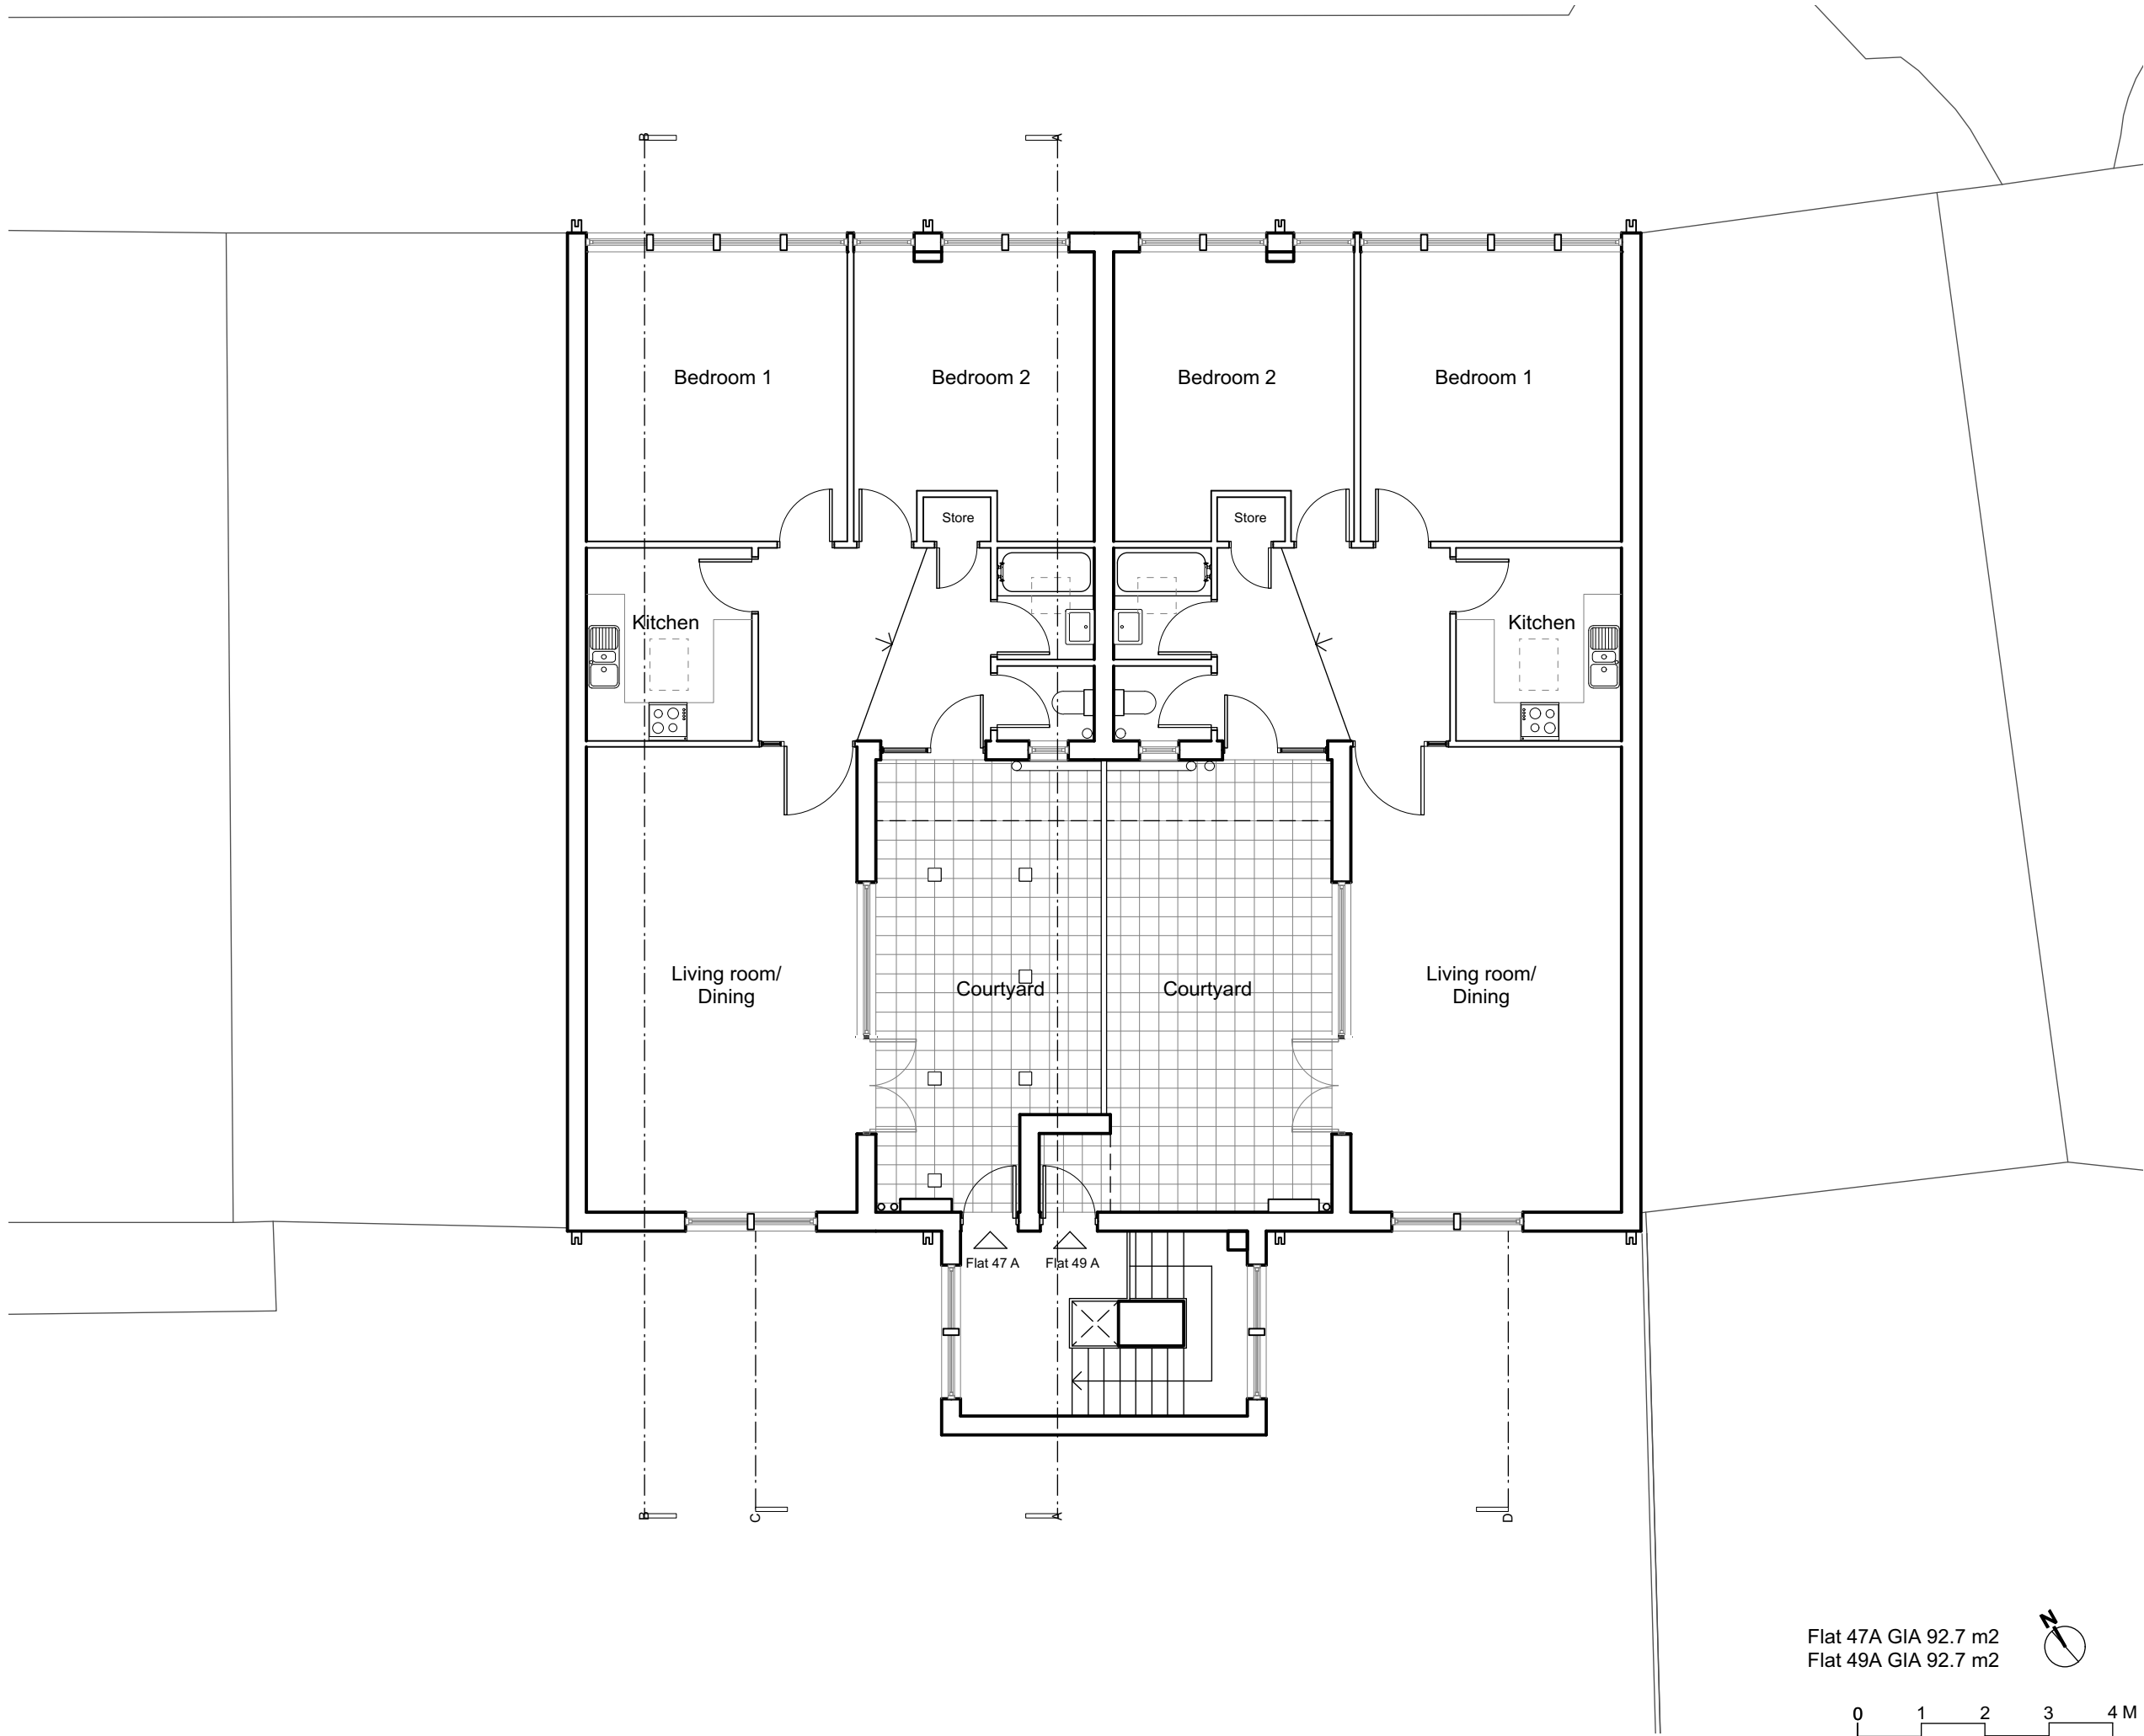 B
A
Bedroom 1
Bedroom 2
Bedroom 2
Bedroom 1
Store
Store
Kitchen
Kitchen
Living room/
Dining
Courtyard
Courtyard
Living room/
Dining
Flat 47 A
Flat 49 A
B
C
A
D
N
Flat 47A GIA 92.7 m2
Flat 49A GIA 92.7 m2
0 1 2 3 4 M